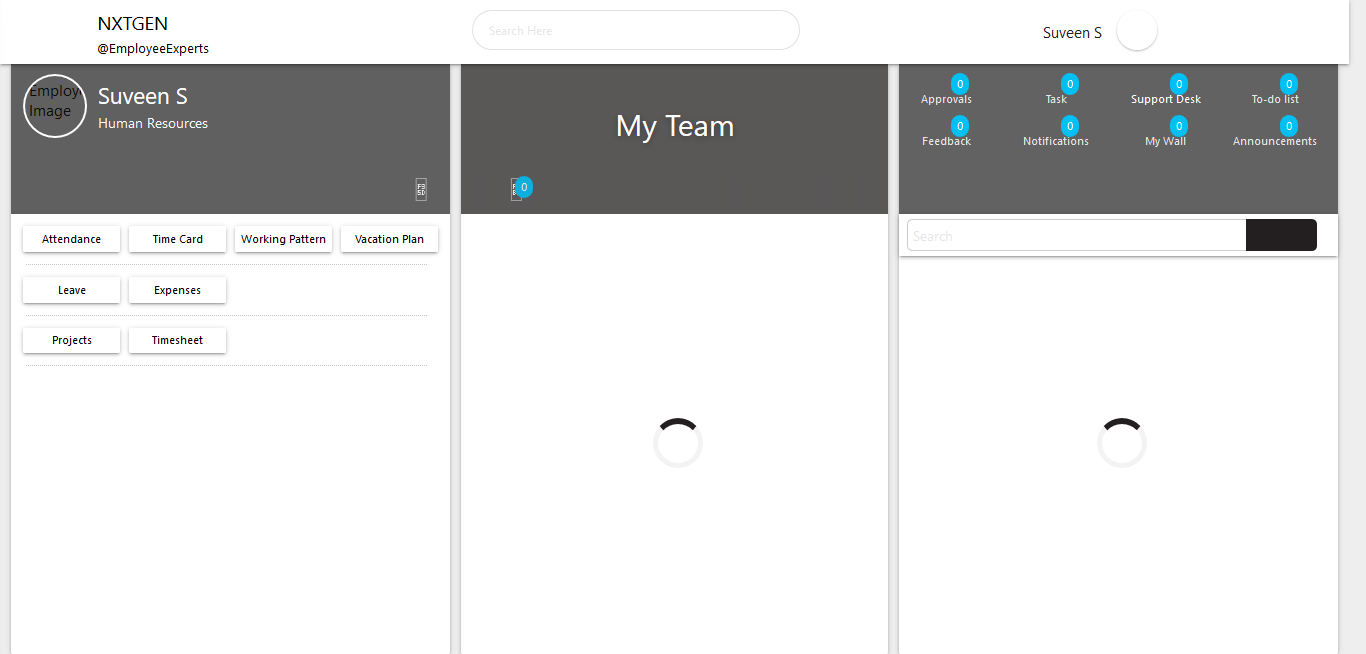 NXTGEN
@EmployeeExperts
Search Here
Suveen S
Employ
Image
Suveen S
Human Resources
My Team
0
0 0 0 0
Approvals Task Support Desk To-do list
0 0 0 0
Feedback Notifications My Wall Announcements
Attendance Time Card Working Pattern Vacation Plan
Leave Expenses
Projects Timesheet
Search